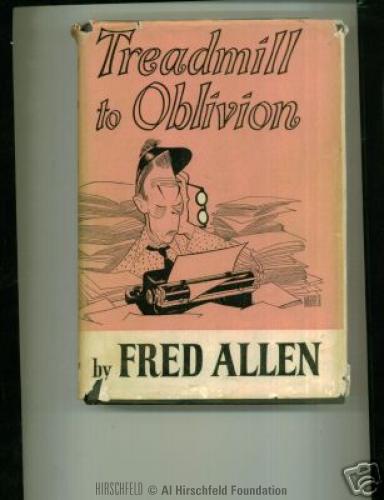 Treadmill
to Oblivion
by FRED ALLEN
HIRSCHFELD © Al Hirschfeld Foundation